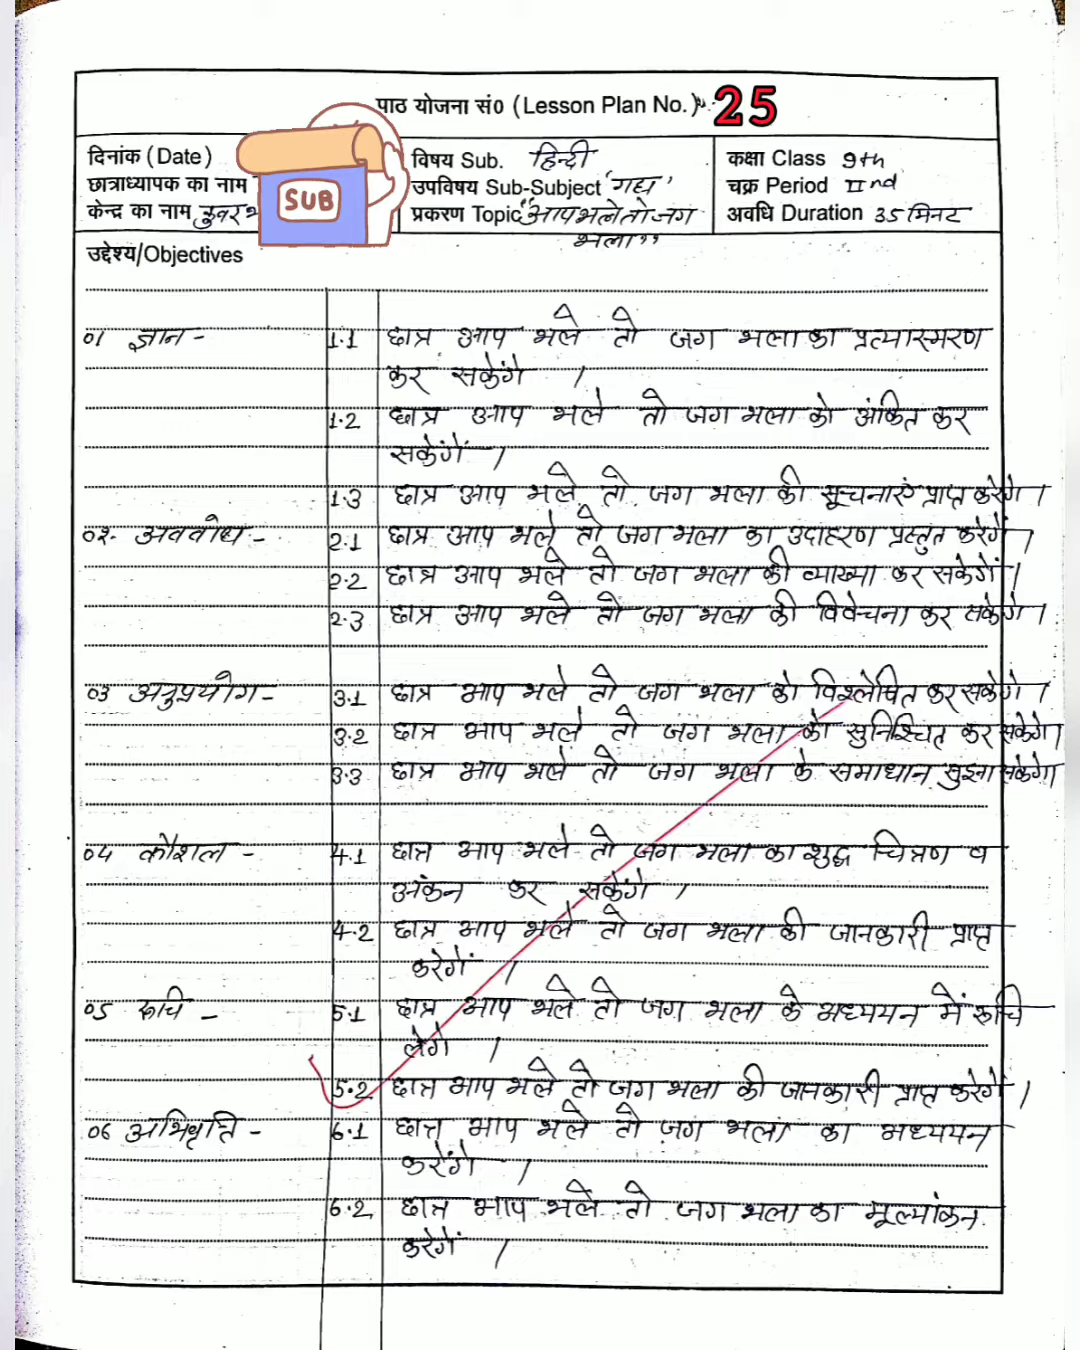 पाठ योजना सं0 (Lesson Plan No.) 25
दिनांक (Date)
छात्राध्यापक का नाम
केन्द्र का नाम
SUB
विषय Sub. हिन्दी
उपविषय Sub-Subject 'गद्य'
प्रकरण Topic "आप भले तो जग
भला"
कक्षा Class 9th
चक्र Period IInd
अवधि Duration 35 मिनट
उद्देश्य/Objectives
01 ज्ञान - 1.1 छात्र आप भले तो जग भला का प्रत्यास्मरण
कर सकेंगे ।
1.2 छात्र आप भले तो जग भला को अंकित कर
सकेंगें ।
1.3 छात्र आप भले तो जग भला की सूचनाएं प्राप्त करेगे ।
02. अवबोध - 2.1 छात्र आप भले तो जग भला का उदाहरण प्रस्तुत करेगें ।
2.2 छात्र आप भले तो जग भला की व्याख्या कर सकेगें ।
2.3 छात्र आप भले तो जग भला की विवेचना कर सकेगे ।
03 अनुप्रयोग - 3.1 छात्र आप भले तो जग भला को विश्लेषित कर सकेगे ।
3.2 छात्र आप भले तो जग भला को सुनिश्चित कर सकेगे।
3.3 छात्र आप भले तो जग भला के समाधान सुझा सकेगे।
04 कौशल - 4.1 छात्र आप भले तो जग भला का शुद्ध चित्रण व
अंकन कर सकेंगे ।
4.2 छात्र आप भले तो जग भला की जानकारी प्राप्त
करेगें ।
05 रूचि - 5.1 छात्र आप भले तो जग भला के अध्ययन में रूचि
लेगे ।
5.2 छात्र आप भले तो जग भला की जानकारी प्राप्त करेगें ।
06 अभिवृत्ति - 6.1 छात्र आप भले तो जग भला का अध्ययन
करेंगे ।
6.2 छात्र आप भले तो जग भला का मूल्यांकन
करेगें ।